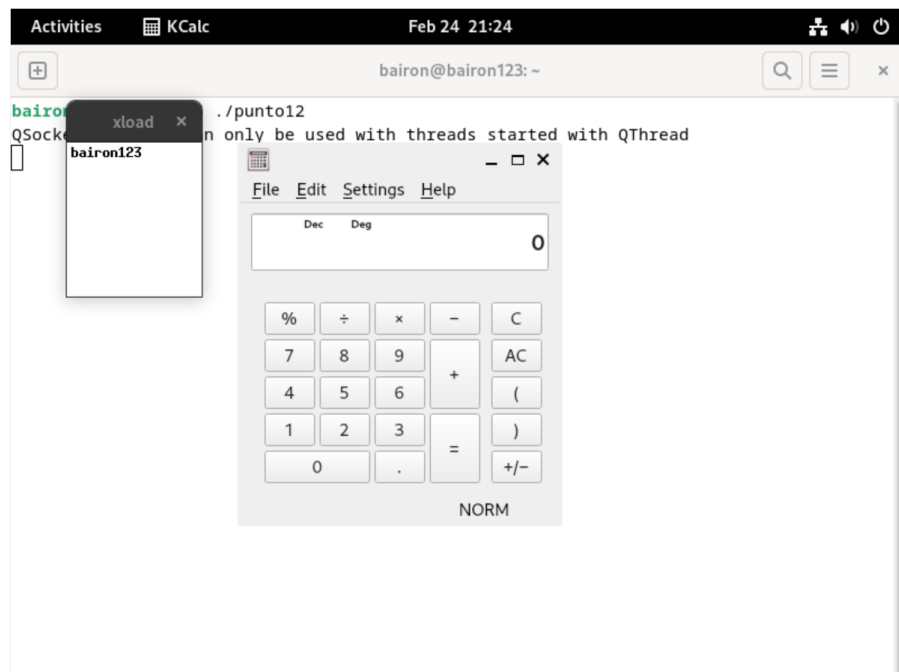 Activities KCalc Feb 24 21:24
bairon@bairon123: ~
xload ×
./punto12
only be used with threads started with QThread
bairon123
File Edit Settings Help
Dec Deg
0
% ÷ × − C
7 8 9 + AC
4 5 6 (
1 2 3 = )
0 . +/−
NORM